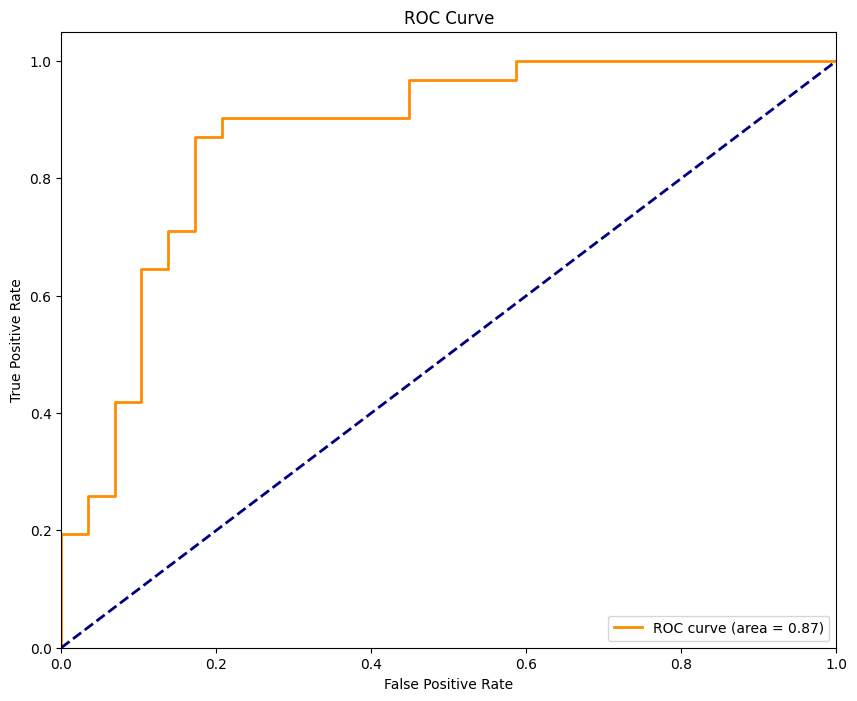 ROC Curve
1.0
0.8
0.6
0.4
0.2
0.0
True Positive Rate
0.0 0.2 0.4 0.6 0.8 1.0
False Positive Rate
ROC curve (area = 0.87)